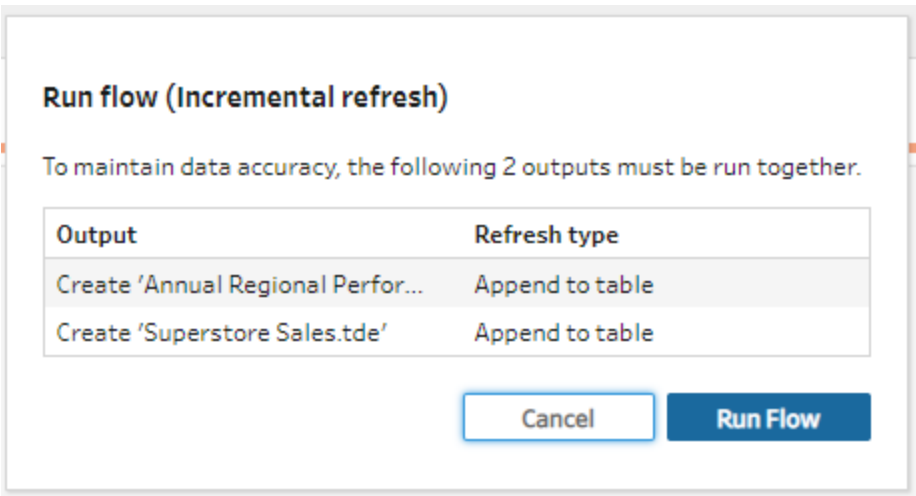 Run flow (Incremental refresh)
To maintain data accuracy, the following 2 outputs must be run together.
Output Refresh type
Create 'Annual Regional Perfor... Append to table
Create 'Superstore Sales.tde' Append to table
Cancel Run Flow